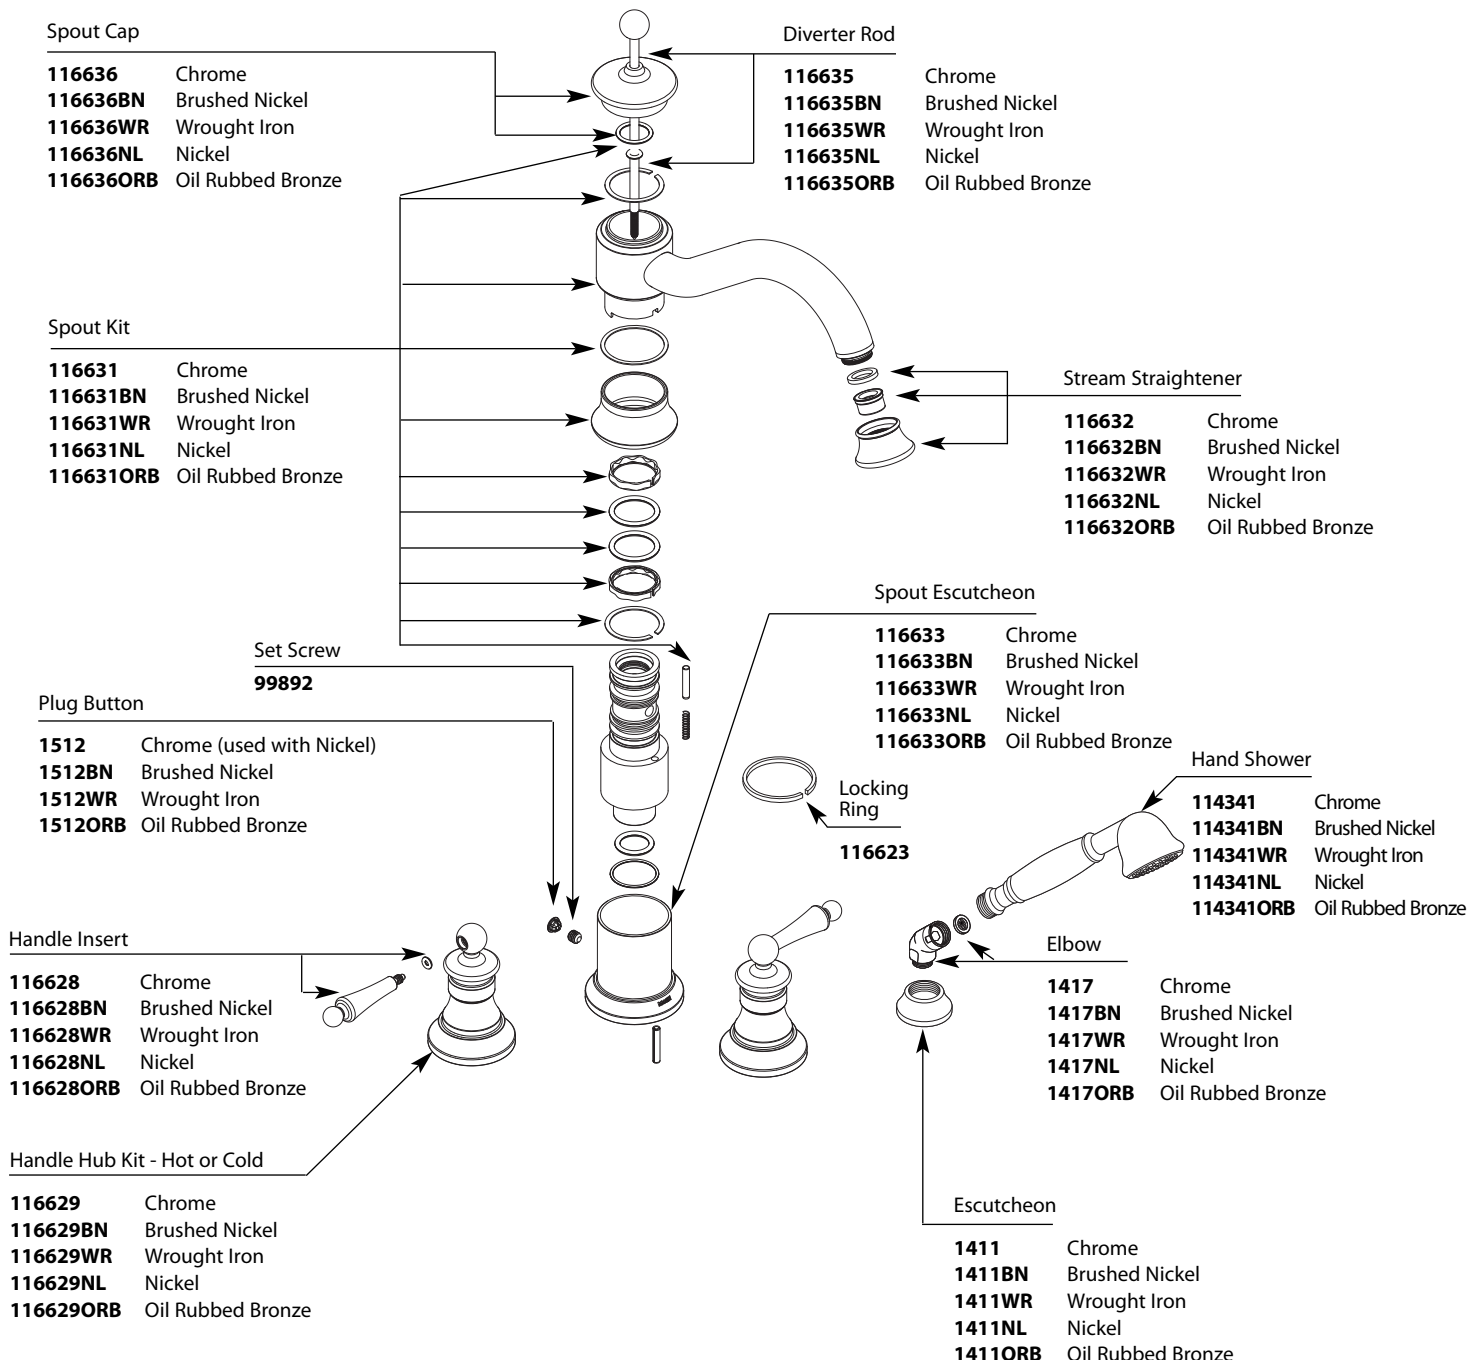 Spout Cap
116636 Chrome
116636BN Brushed Nickel
116636WR Wrought Iron
116636NL Nickel
116636ORB Oil Rubbed Bronze
Diverter Rod
116635 Chrome
116635BN Brushed Nickel
116635WR Wrought Iron
116635NL Nickel
116635ORB Oil Rubbed Bronze
Spout Kit
116631 Chrome
116631BN Brushed Nickel
116631WR Wrought Iron
116631NL Nickel
116631ORB Oil Rubbed Bronze
Stream Straightener
116632 Chrome
116632BN Brushed Nickel
116632WR Wrought Iron
116632NL Nickel
116632ORB Oil Rubbed Bronze
Spout Escutcheon
116633 Chrome
116633BN Brushed Nickel
116633WR Wrought Iron
116633NL Nickel
116633ORB Oil Rubbed Bronze
Set Screw
99892
Plug Button
1512 Chrome (used with Nickel)
1512BN Brushed Nickel
1512WR Wrought Iron
1512ORB Oil Rubbed Bronze
Locking
Ring
116623
Hand Shower
114341 Chrome
114341BN Brushed Nickel
114341WR Wrought Iron
114341NL Nickel
114341ORB Oil Rubbed Bronze
Handle Insert
116628 Chrome
116628BN Brushed Nickel
116628WR Wrought Iron
116628NL Nickel
116628ORB Oil Rubbed Bronze
Elbow
1417 Chrome
1417BN Brushed Nickel
1417WR Wrought Iron
1417NL Nickel
1417ORB Oil Rubbed Bronze
Handle Hub Kit - Hot or Cold
116629 Chrome
116629BN Brushed Nickel
116629WR Wrought Iron
116629NL Nickel
116629ORB Oil Rubbed Bronze
Escutcheon
1411 Chrome
1411BN Brushed Nickel
1411WR Wrought Iron
1411NL Nickel
1411ORB Oil Rubbed Bronze